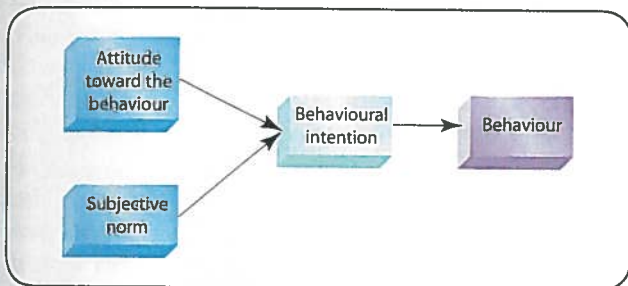 Attitude
toward the
behaviour
Behavioural
intention
Behaviour
Subjective
norm